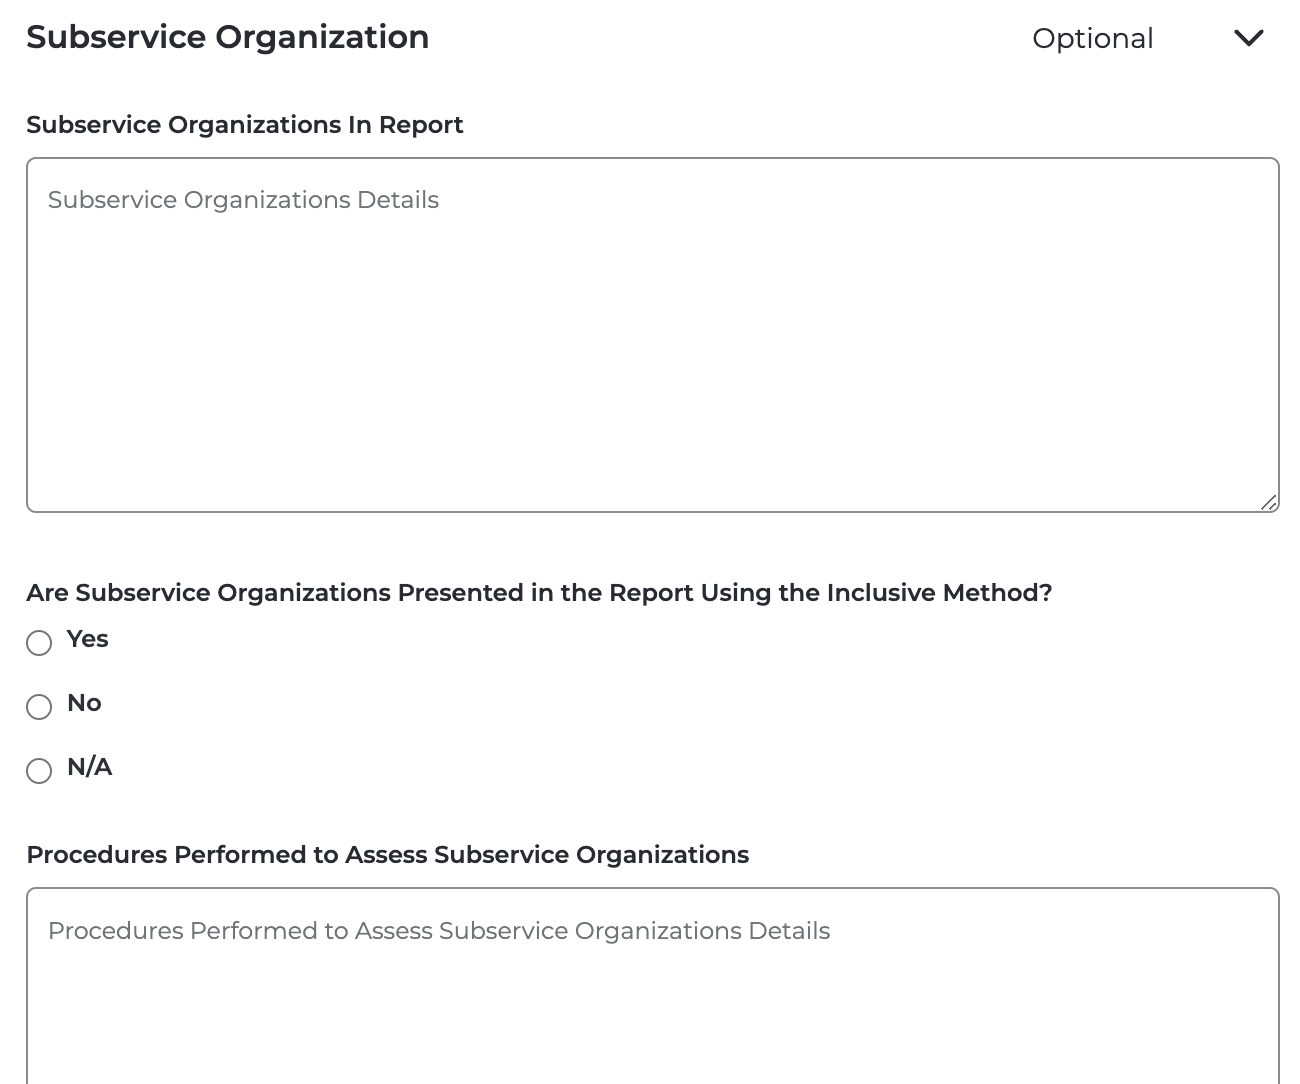 Subservice Organization
Optional
Subservice Organizations In Report
Subservice Organizations Details
Are Subservice Organizations Presented in the Report Using the Inclusive Method?
Yes
No
N/A
Procedures Performed to Assess Subservice Organizations
Procedures Performed to Assess Subservice Organizations Details